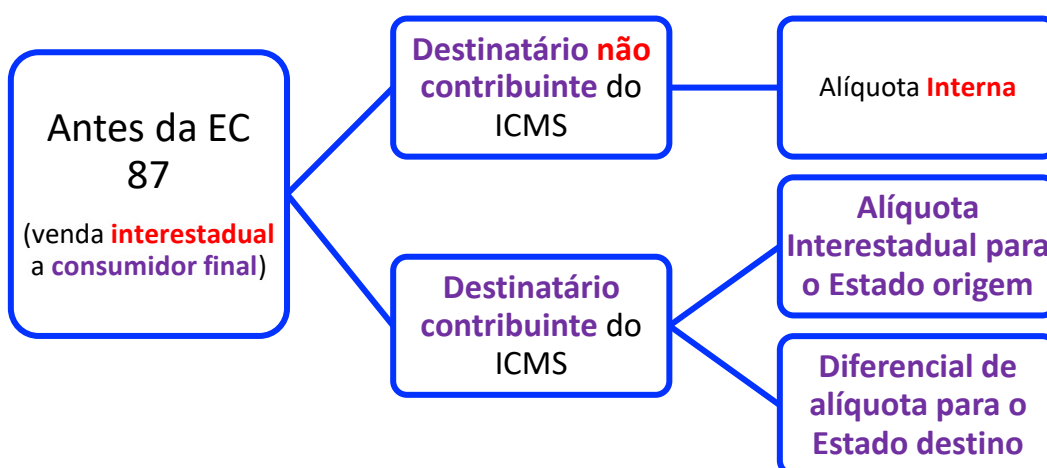 Antes da EC
87
(venda interestadual
a consumidor final)
Destinatário não
contribuinte do
ICMS
Alíquota Interna
Destinatário
contribuinte do
ICMS
Alíquota
Interestadual para
o Estado origem
Diferencial de
alíquota para o
Estado destino